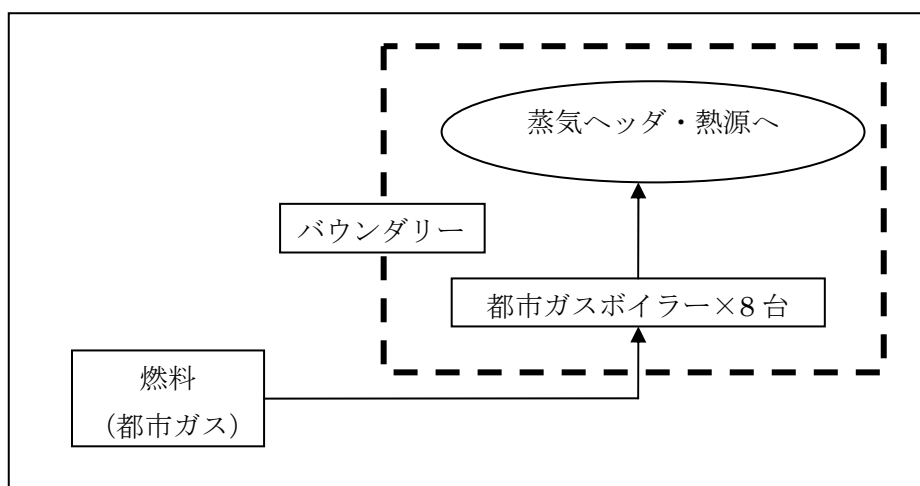 蒸気ヘッダ・熱源へ
バウンダリー
都市ガスボイラー×8 台
燃料
（都市ガス）